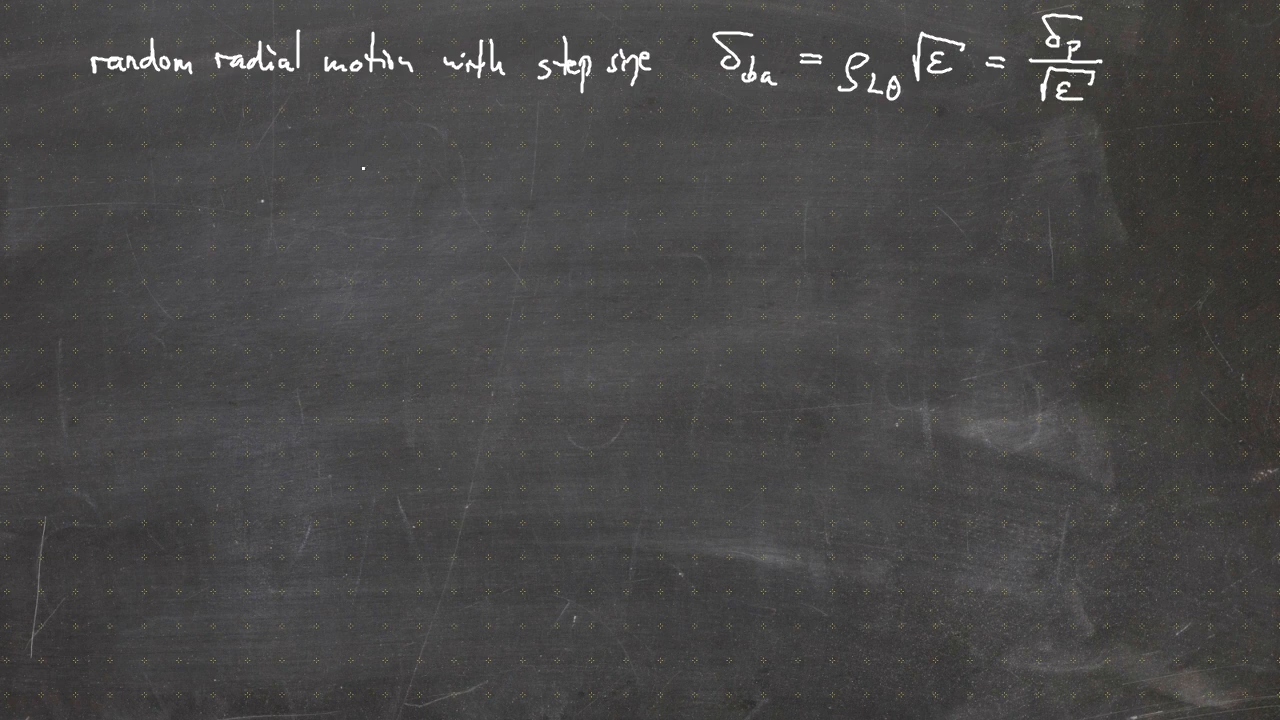 random radial motion with step size δ_ba = ρ_Lθ √ε = δ_p / √ε